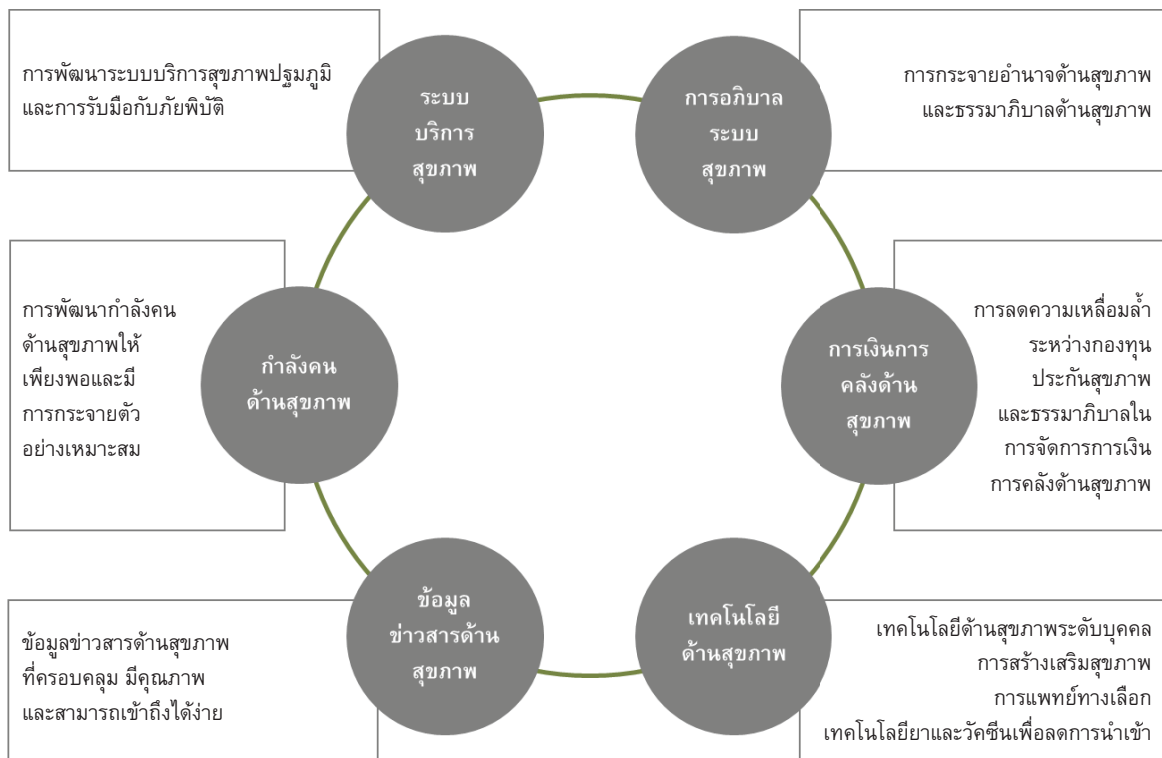 การพัฒนาระบบบริการสุขภาพปฐมภูมิ
และการรับมือกับภัยพิบัติ
ระบบ
บริการ
สุขภาพ
การอภิบาล
ระบบ
สุขภาพ
การกระจายอำนาจด้านสุขภาพ
และธรรมาภิบาลด้านสุขภาพ
การพัฒนากำลังคน
ด้านสุขภาพให้
เพียงพอและมี
การกระจายตัว
อย่างเหมาะสม
กำลังคน
ด้านสุขภาพ
การเงินการ
คลังด้าน
สุขภาพ
การลดความเหลื่อมล้ำ
ระหว่างกองทุน
ประกันสุขภาพ
และธรรมาภิบาลใน
การจัดการการเงิน
การคลังด้านสุขภาพ
ข้อมูลข่าวสารด้านสุขภาพ
ที่ครอบคลุม มีคุณภาพ
และสามารถเข้าถึงได้ง่าย
ข้อมูล
ข่าวสารด้าน
สุขภาพ
เทคโนโลยี
ด้านสุขภาพ
เทคโนโลยีด้านสุขภาพระดับบุคคล
การสร้างเสริมสุขภาพ
การแพทย์ทางเลือก
เทคโนโลยียาและวัคซีนเพื่อลดการนำเข้า